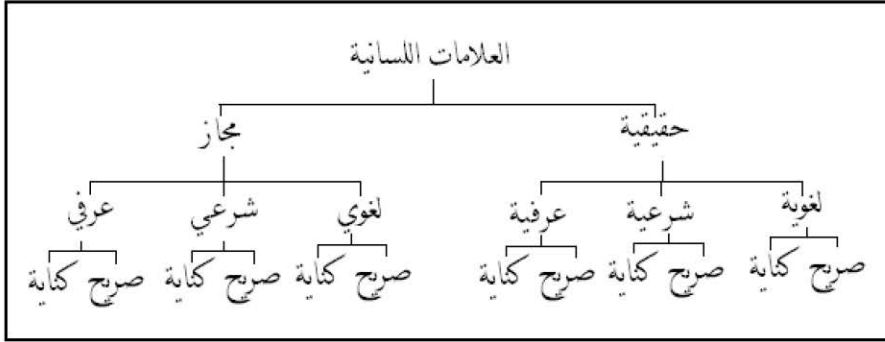 العلامات اللسانية
حقيقية مجاز
لغوية شرعية عرفية لغوي شرعي عرفي
صريح كناية صريح كناية صريح كناية صريح كناية صريح كناية صريح كناية